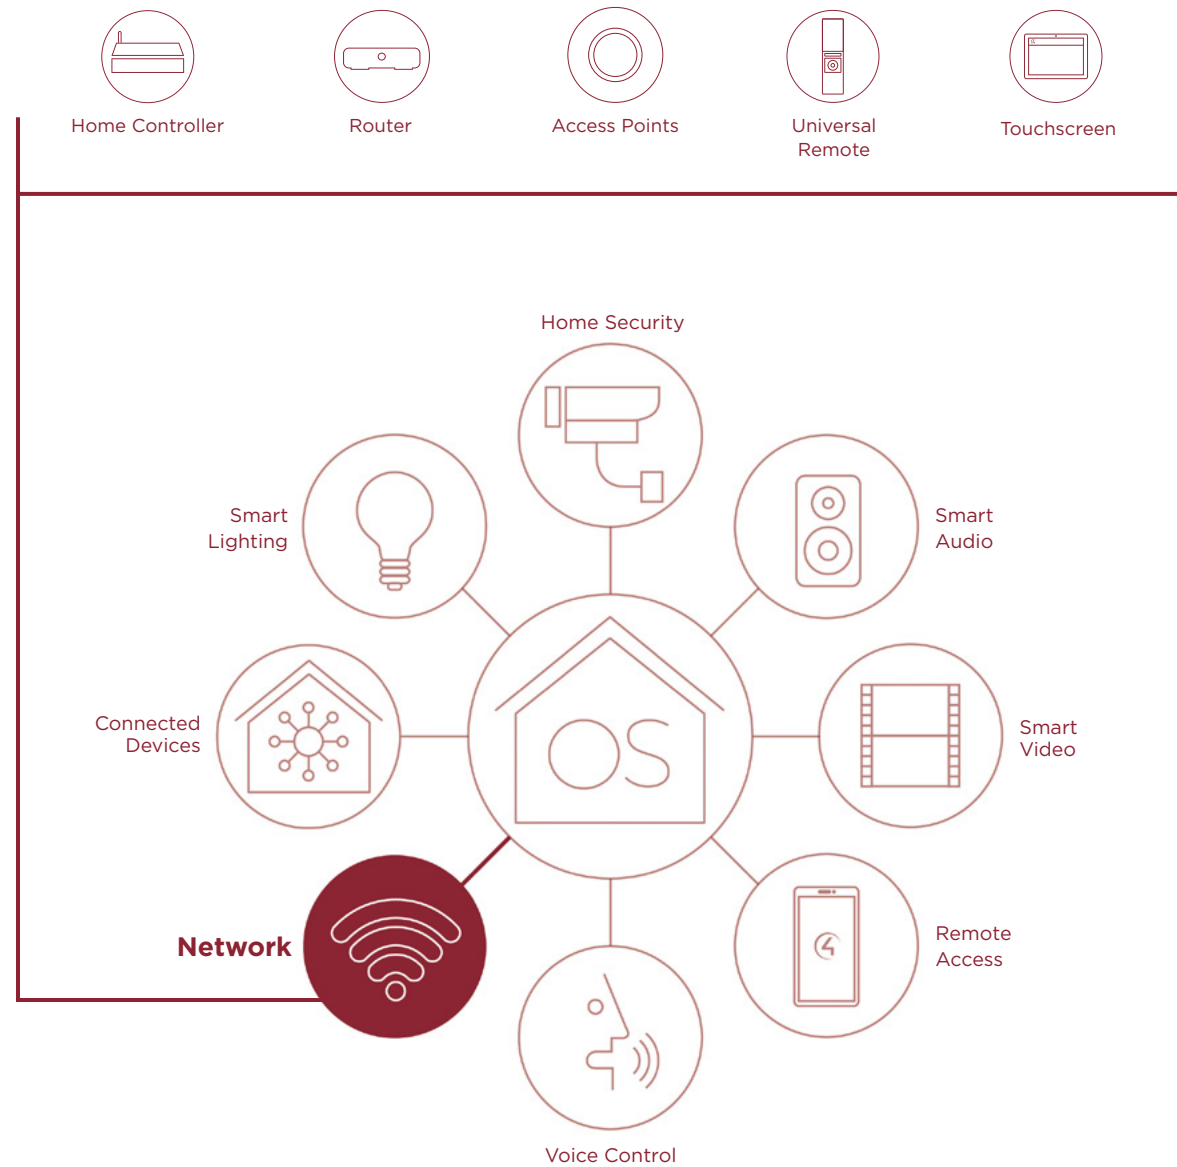 Home Controller
Router
Access Points
Universal
Remote
Touchscreen
Home Security
Smart
Lighting
Smart
Audio
OS
Connected
Devices
Smart
Video
Network
Remote
Access
4
Voice Control